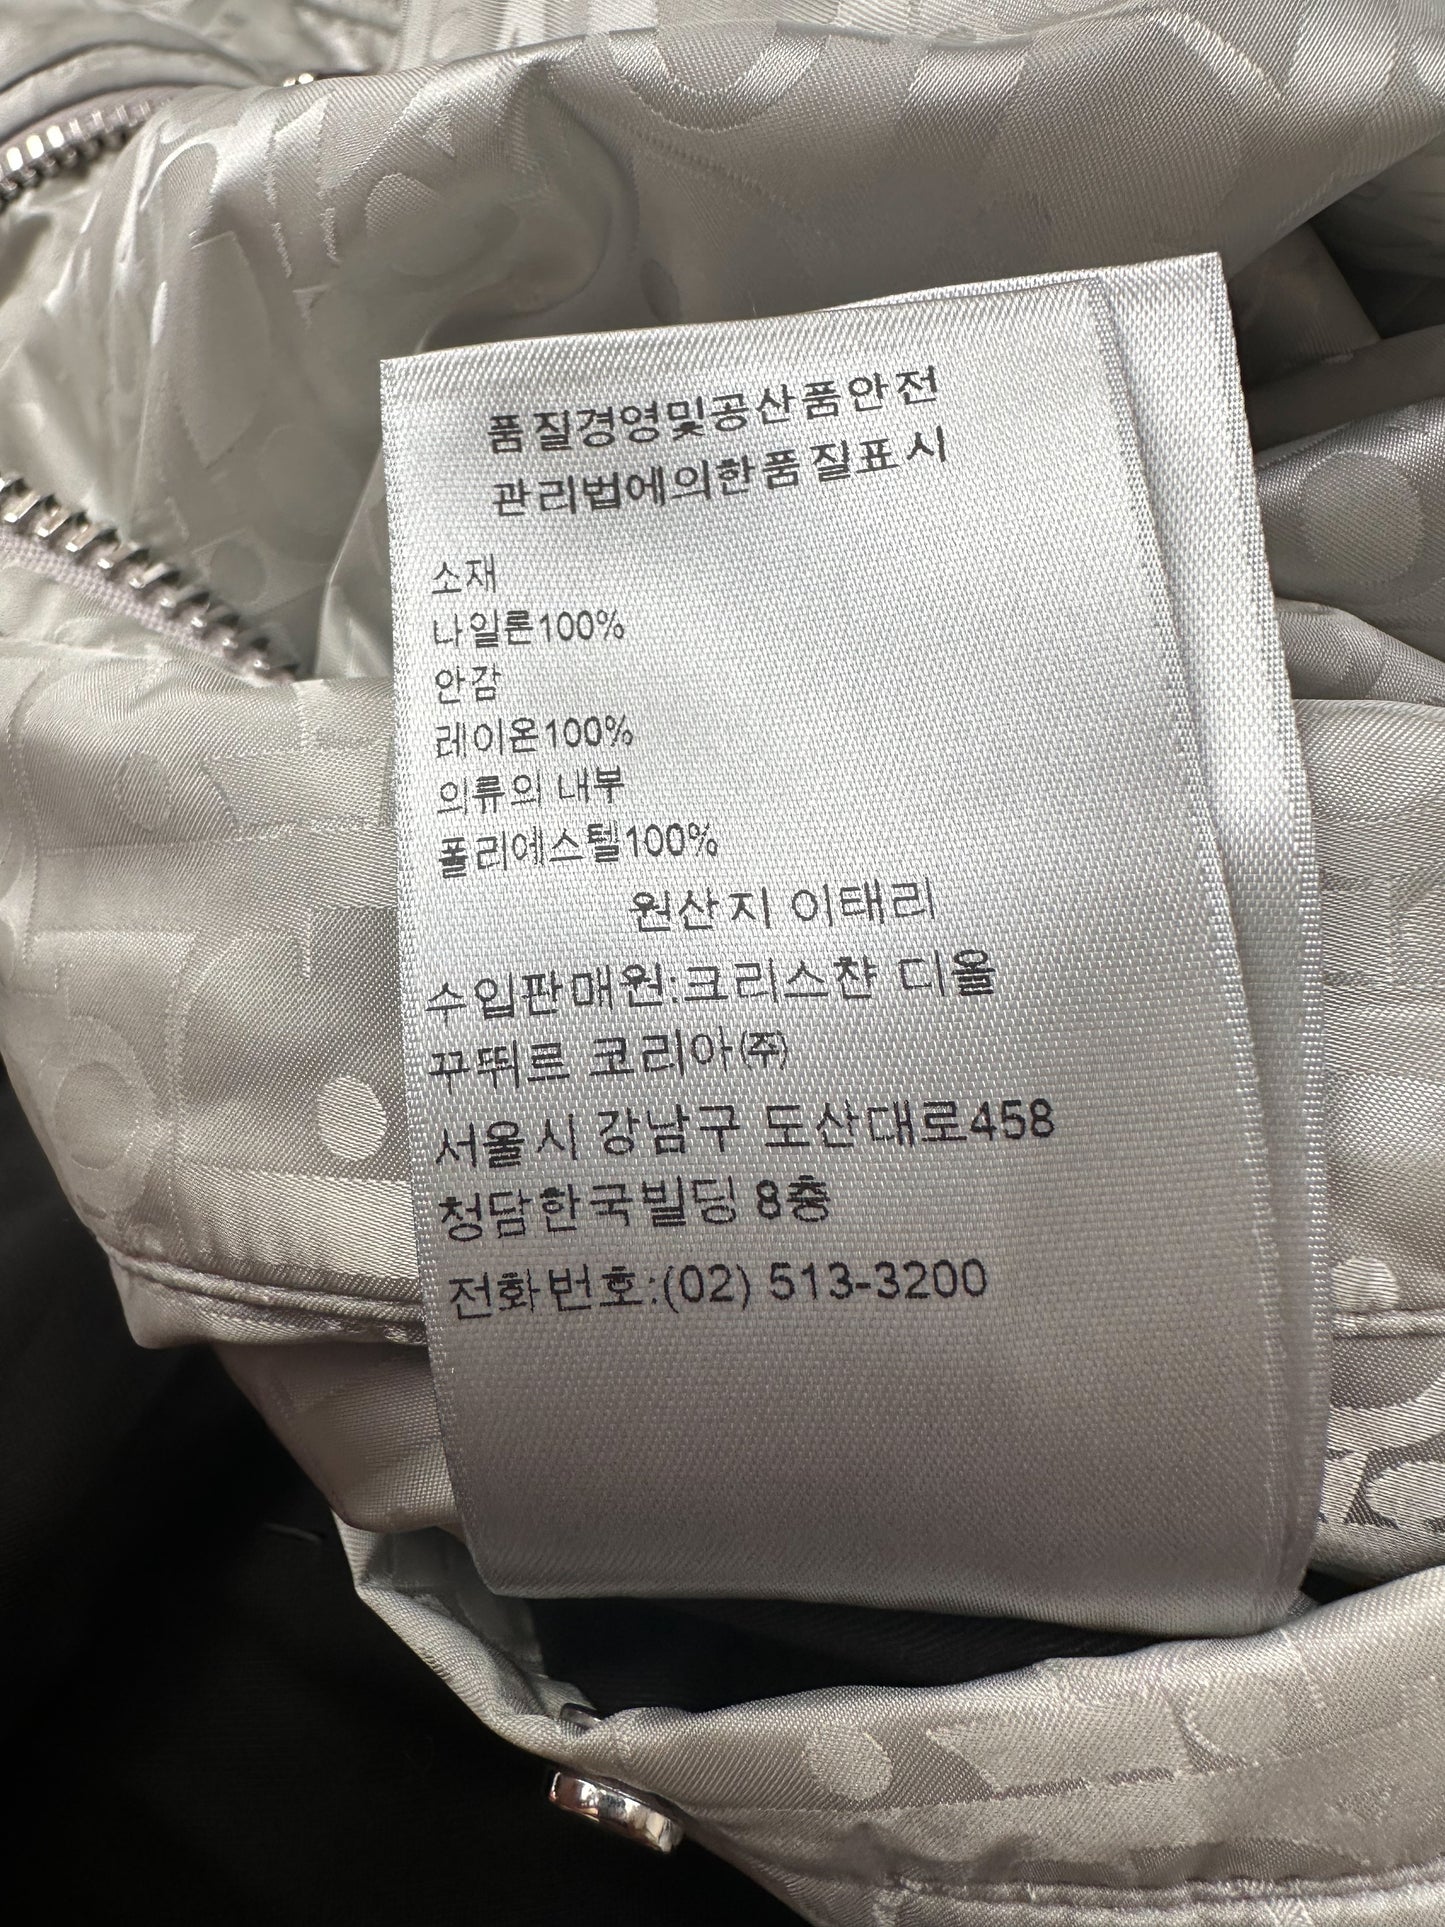 품질경영및공산품안전
관리법에의한품질표시
소재
나일론100%
안감
레이온100%
의류의 내부
폴리에스텔100%
원산지 이태리
수입판매원:크리스챤 디올
꾸뛰르 코리아㈜
서울시 강남구 도산대로458
청담한국빌딩 8층
전화번호:(02) 513-3200